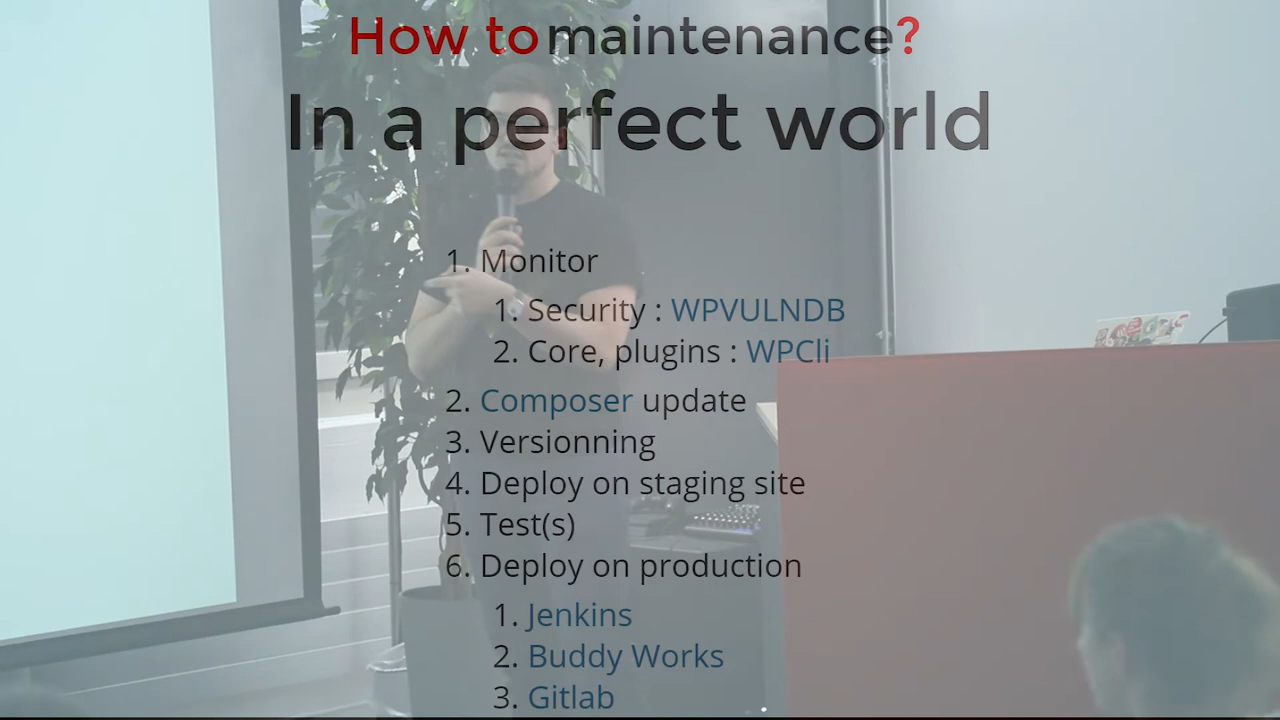 How to maintenance?
In a perfect world
1. Monitor
1. Security : WPVULNDB
2. Core, plugins : WPCli
2. Composer update
3. Versionning
4. Deploy on staging site
5. Test(s)
6. Deploy on production
1. Jenkins
2. Buddy Works
3. Gitlab